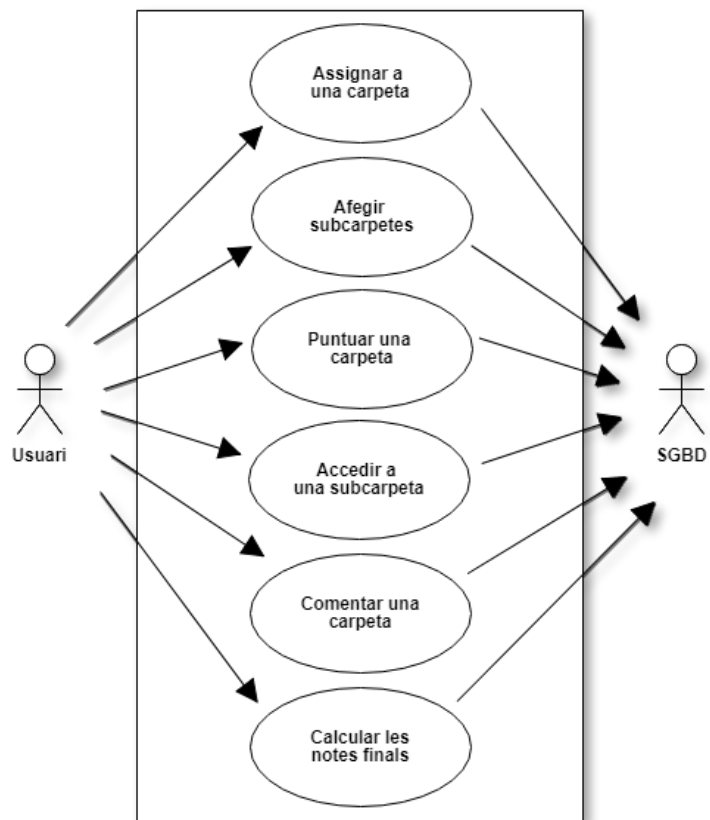 Assignar a
una carpeta
Afegir
subcarpetes
Puntuar una
carpeta
Usuari
SGBD
Accedir a
una subcarpeta
Comentar una
carpeta
Calcular les
notes finals